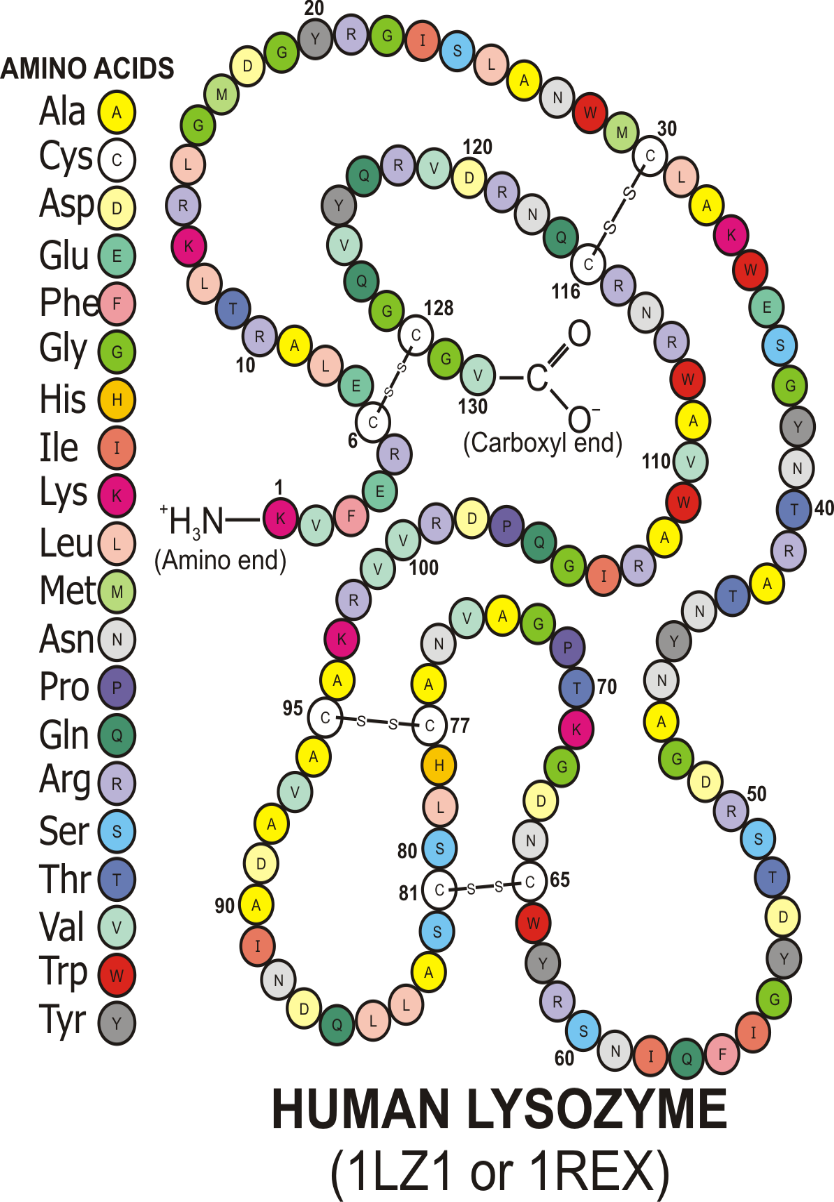 AMINO ACIDS
Ala A
Cys C
Asp D
Glu E
Phe F
Gly G
His H
Ile I
Lys K
Leu L
Met M
Asn N
Pro P
Gln Q
Arg R
Ser S
Thr T
Val V
Trp W
Tyr Y
+H3N
(Amino end)
1 K V F E R
6 C E L A
10 R T L K R L G M D G
20 Y R G I S L A N W M
30 C L A K W E S G Y N
40 T R A T N Y N A G D
50 R S T D Y G I F Q I N
60 S R Y W
65 C N D G K
70 T P G A V N A
77 C H L
80 S
81 C S A L L Q D N I
90 A D A V A
95 C A K R V
100 V R D P Q G I R A W
110 V A W R N R
116 C Q N R
120 D V R Q Y V Q G
128 C G
130 V
C
O
O-
(Carboxyl end)
S S
S S
S S
S S
HUMAN LYSOZYME
(1LZ1 or 1REX)